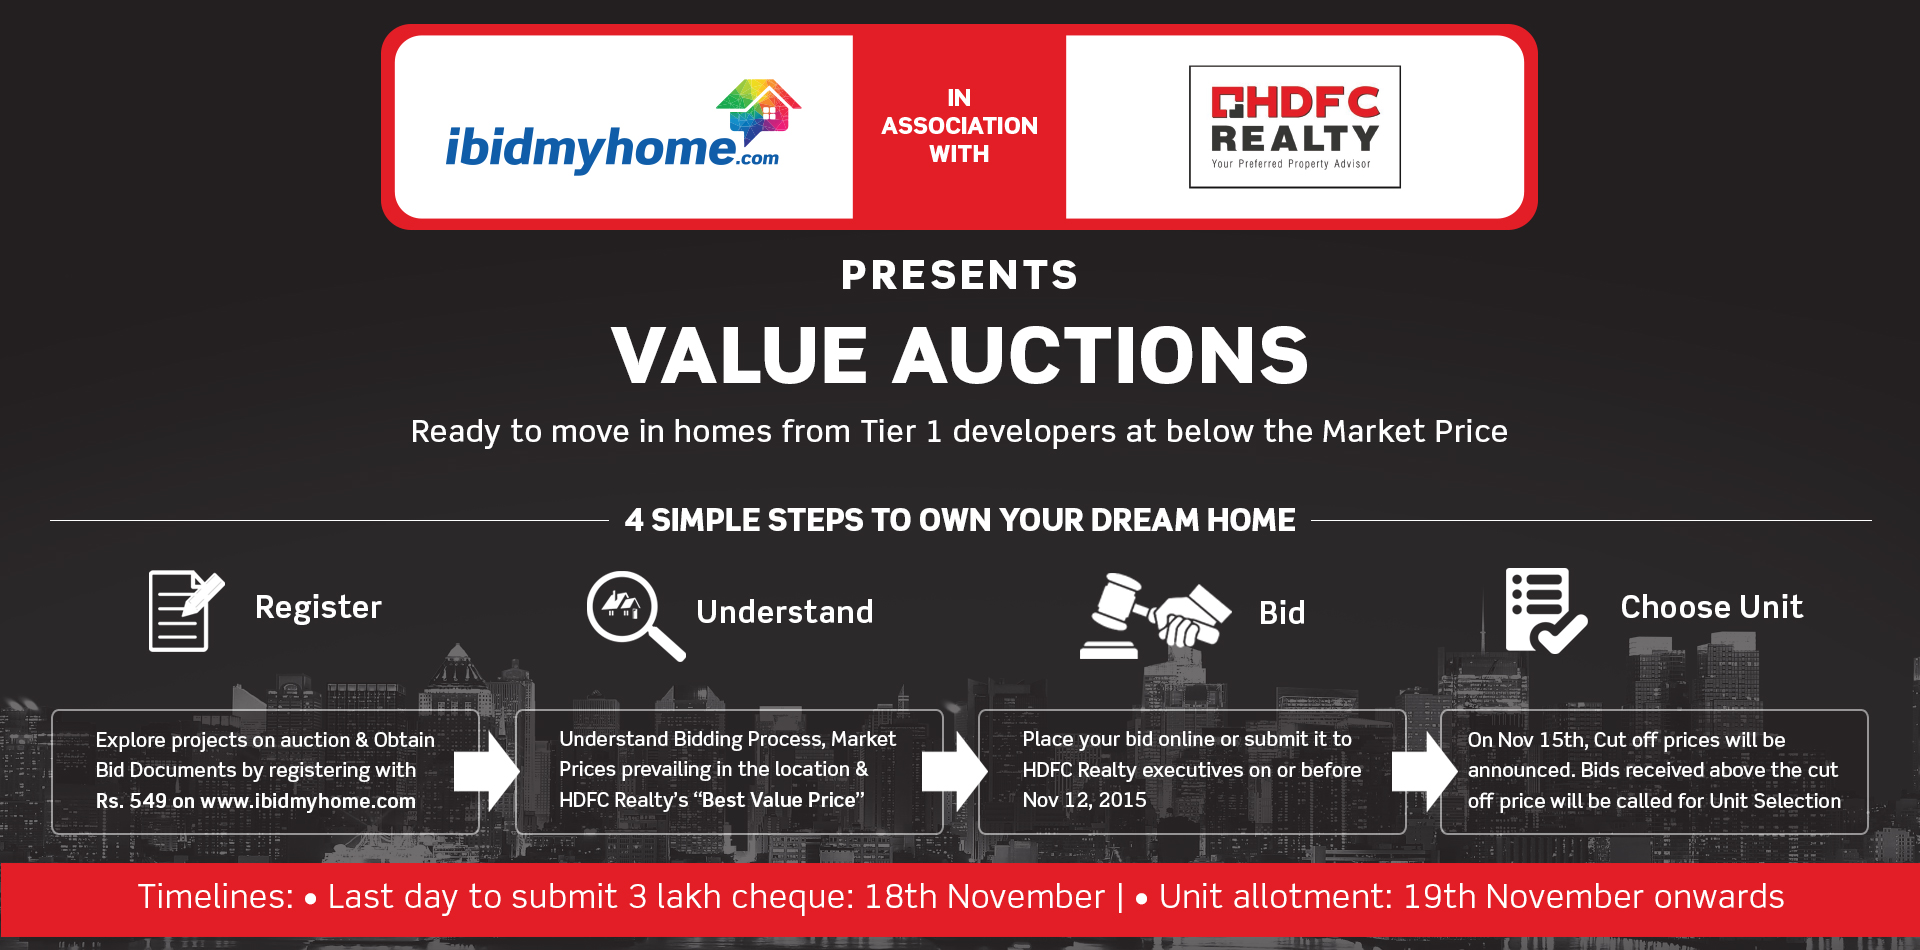 ibidmyhome.com
IN
ASSOCIATION
WITH
HDFC
REALTY
Your Preferred Property Advisor
PRESENTS
VALUE AUCTIONS
Ready to move in homes from Tier 1 developers at below the Market Price
4 SIMPLE STEPS TO OWN YOUR DREAM HOME
Register
Explore projects on auction & Obtain
Bid Documents by registering with
Rs. 549 on www.ibidmyhome.com
Understand
Understand Bidding Process, Market
Prices prevailing in the location &
HDFC Realty's “Best Value Price”
Bid
Place your bid online or submit it to
HDFC Realty executives on or before
Nov 12, 2015
Choose Unit
On Nov 15th, Cut off prices will be
announced. Bids received above the cut
off price will be called for Unit Selection
Timelines: • Last day to submit 3 lakh cheque: 18th November | • Unit allotment: 19th November onwards